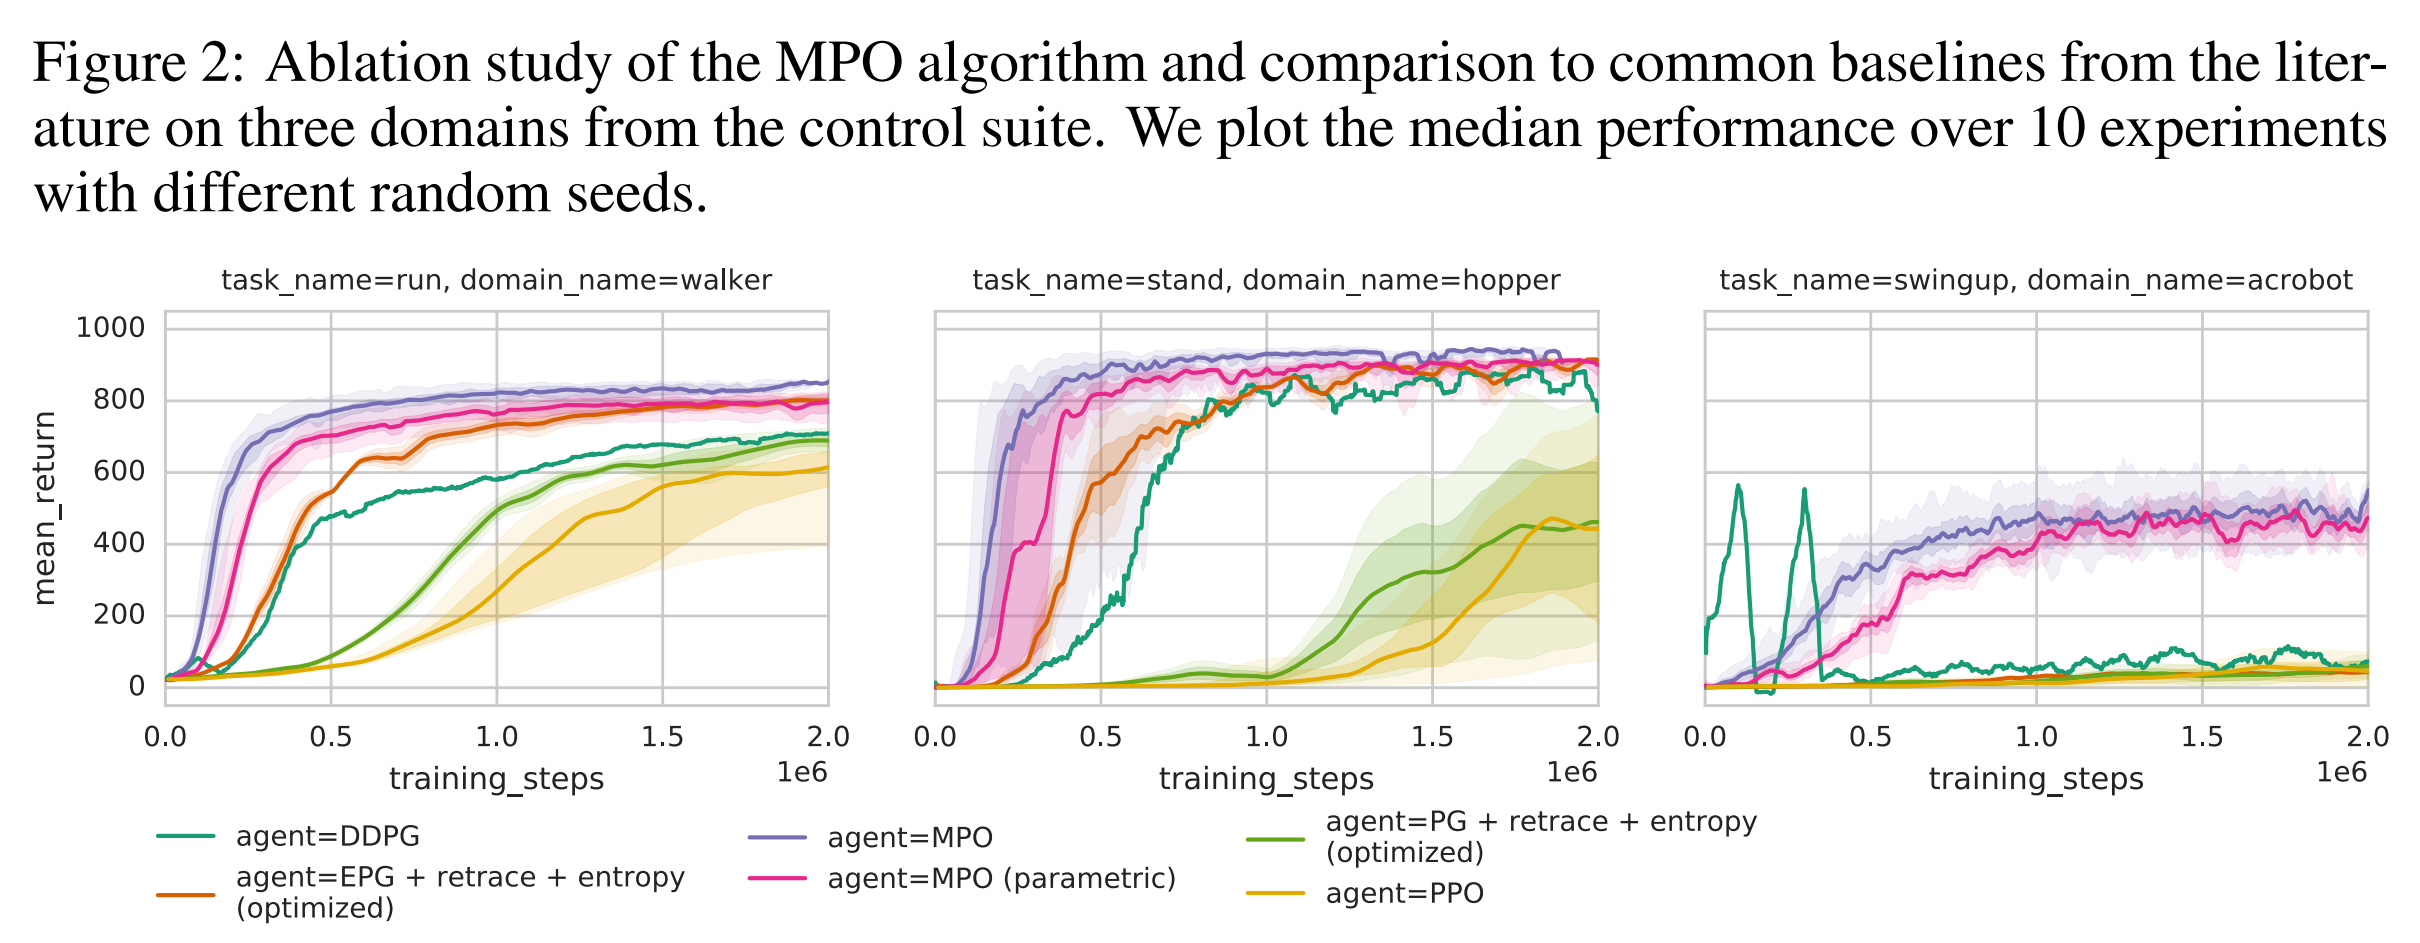 Figure 2: Ablation study of the MPO algorithm and comparison to common baselines from the liter-
ature on three domains from the control suite. We plot the median performance over 10 experiments
with different random seeds.
task_name=run, domain_name=walker
task_name=stand, domain_name=hopper
task_name=swingup, domain_name=acrobot
mean_return
1000
800
600
400
200
0
0.0 0.5 1.0 1.5 2.0
1e6
training_steps
0.0 0.5 1.0 1.5 2.0
1e6
training_steps
0.0 0.5 1.0 1.5 2.0
1e6
training_steps
agent=DDPG
agent=EPG + retrace + entropy
(optimized)
agent=MPO
agent=MPO (parametric)
agent=PG + retrace + entropy
(optimized)
agent=PPO